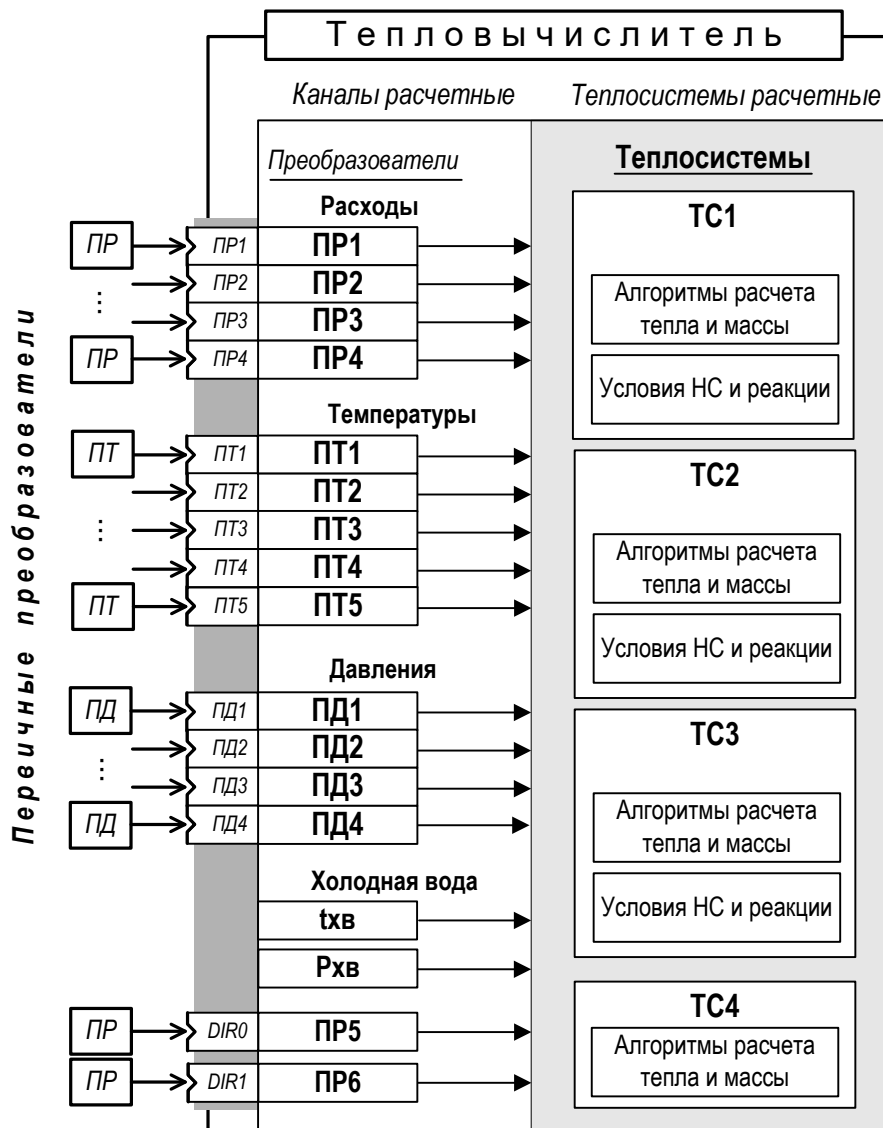 Тепловычислитель
Каналы расчетные
Теплосистемы расчетные
Первичные преобразователи
Преобразователи
Расходы
ПР ПР1 ПР1
⋮ ПР2 ПР2
ПР3 ПР3
ПР ПР4 ПР4
Температуры
ПТ ПТ1 ПТ1
ПТ2 ПТ2
⋮ ПТ3 ПТ3
ПТ4 ПТ4
ПТ ПТ5 ПТ5
Давления
ПД ПД1 ПД1
ПД2 ПД2
⋮ ПД3 ПД3
ПД ПД4 ПД4
Холодная вода
tхв
Рхв
ПР DIR0 ПР5
ПР DIR1 ПР6
Теплосистемы
ТС1
Алгоритмы расчета
тепла и массы
Условия НС и реакции
ТС2
Алгоритмы расчета
тепла и массы
Условия НС и реакции
ТС3
Алгоритмы расчета
тепла и массы
Условия НС и реакции
ТС4
Алгоритмы расчета
тепла и массы